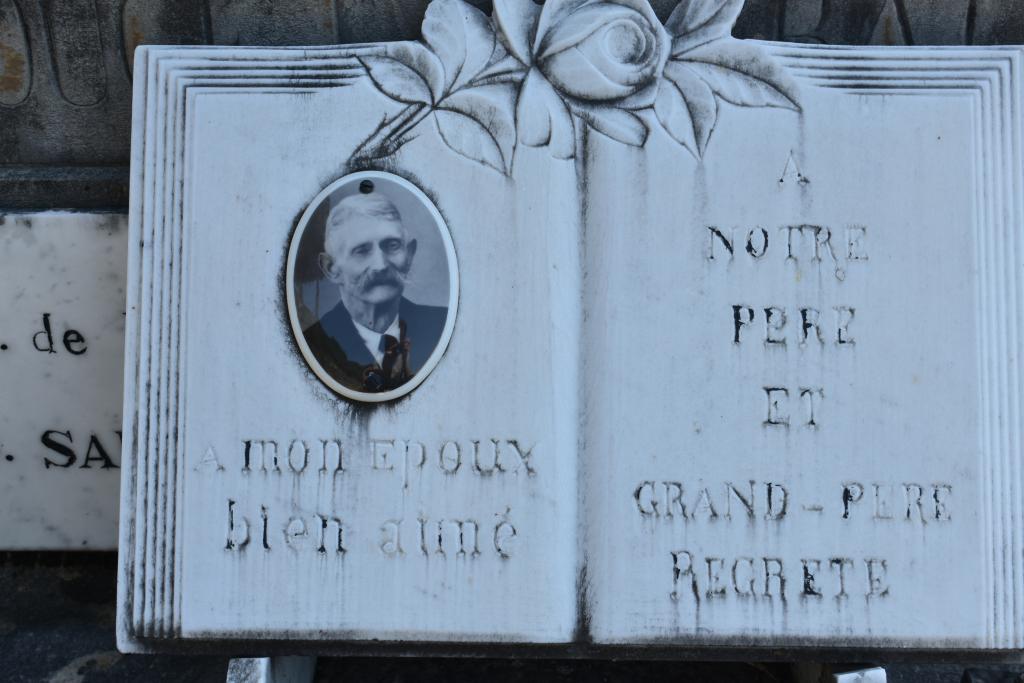 . de
. SA
A mon Epoux
bien aimé
A
NOTRE
PERE
ET
GRAND-PERE
REGRETE